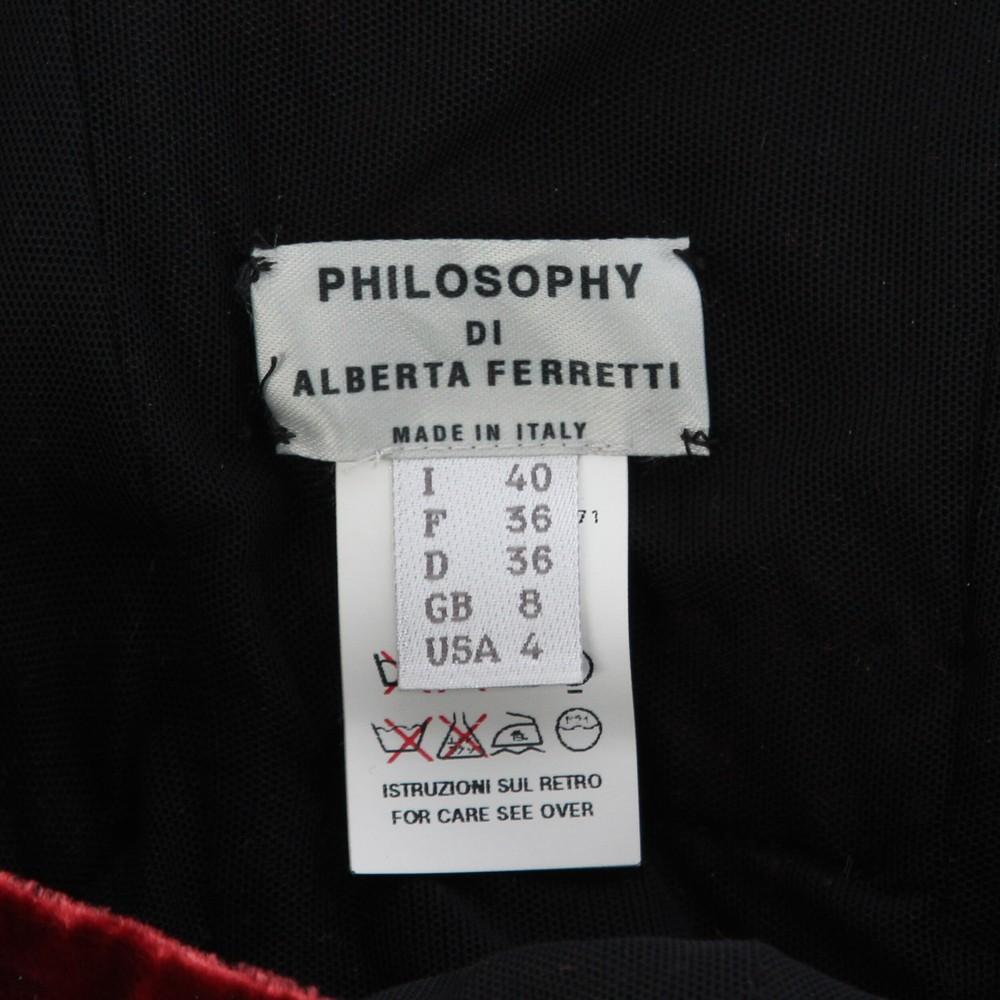 PHILOSOPHY
DI
ALBERTA FERRETTI
MADE IN ITALY
I 40
F 36
D 36
GB 8
USA 4
71
ISTRUZIONI SUL RETRO
FOR CARE SEE OVER